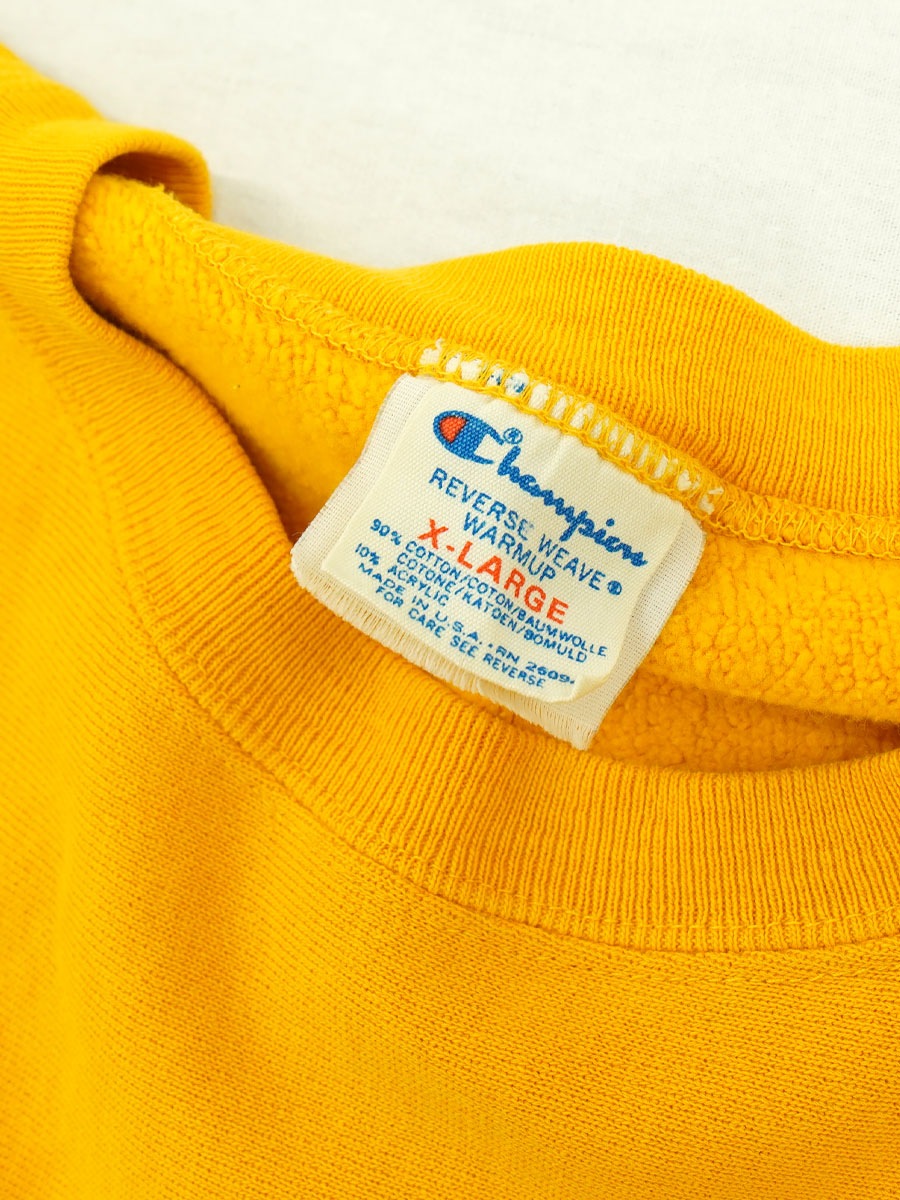 Champion®
REVERSE WEAVE®
WARMUP
X-LARGE
90% COTTON/COTON/BAUMWOLLE
COTONE/KATOEN/BOMULD
10% ACRYLIC
MADE IN U.S.A. · RN 26094
FOR CARE SEE REVERSE